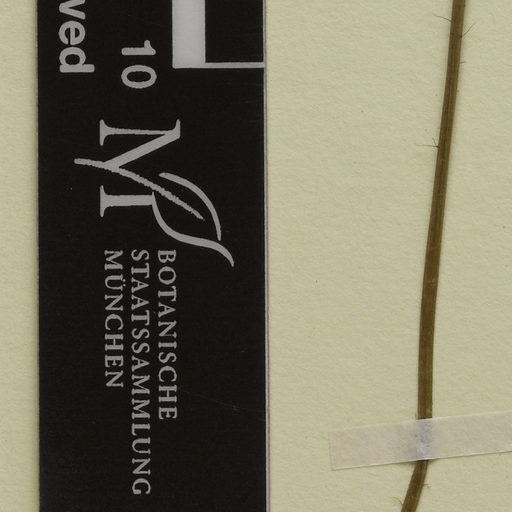 ved
10
BOTANISCHE
STAATSSAMMLUNG
MÜNCHEN